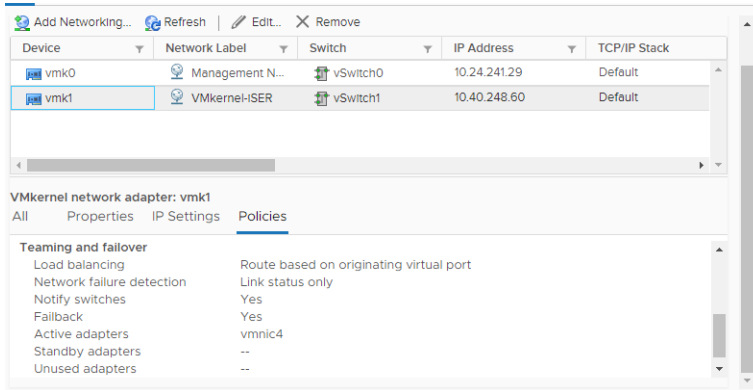 Add Networking... Refresh Edit... Remove
Device Network Label Switch IP Address TCP/IP Stack
vmk0 Management N... vSwitch0 10.24.241.29 Default
vmk1 VMkernel-ISER vSwitch1 10.40.248.60 Default
VMkernel network adapter: vmk1
All Properties IP Settings Policies
Teaming and failover
Load balancing Route based on originating virtual port
Network failure detection Link status only
Notify switches Yes
Failback Yes
Active adapters vmnic4
Standby adapters --
Unused adapters --